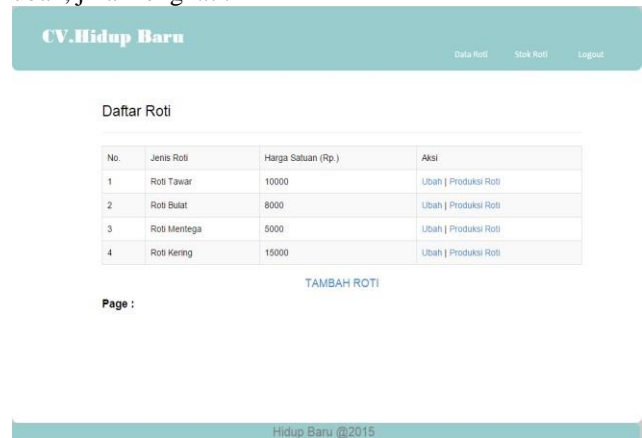 CV.Hidup Baru
Data Roti Stok Roti Logout
Daftar Roti
No. Jenis Roti Harga Satuan (Rp.) Aksi
1 Roti Tawar 10000 Ubah | Produksi Roti
2 Roti Bulat 8000 Ubah | Produksi Roti
3 Roti Mentega 5000 Ubah | Produksi Roti
4 Roti Kering 15000 Ubah | Produksi Roti
TAMBAH ROTI
Page :
Hidup Baru @2015